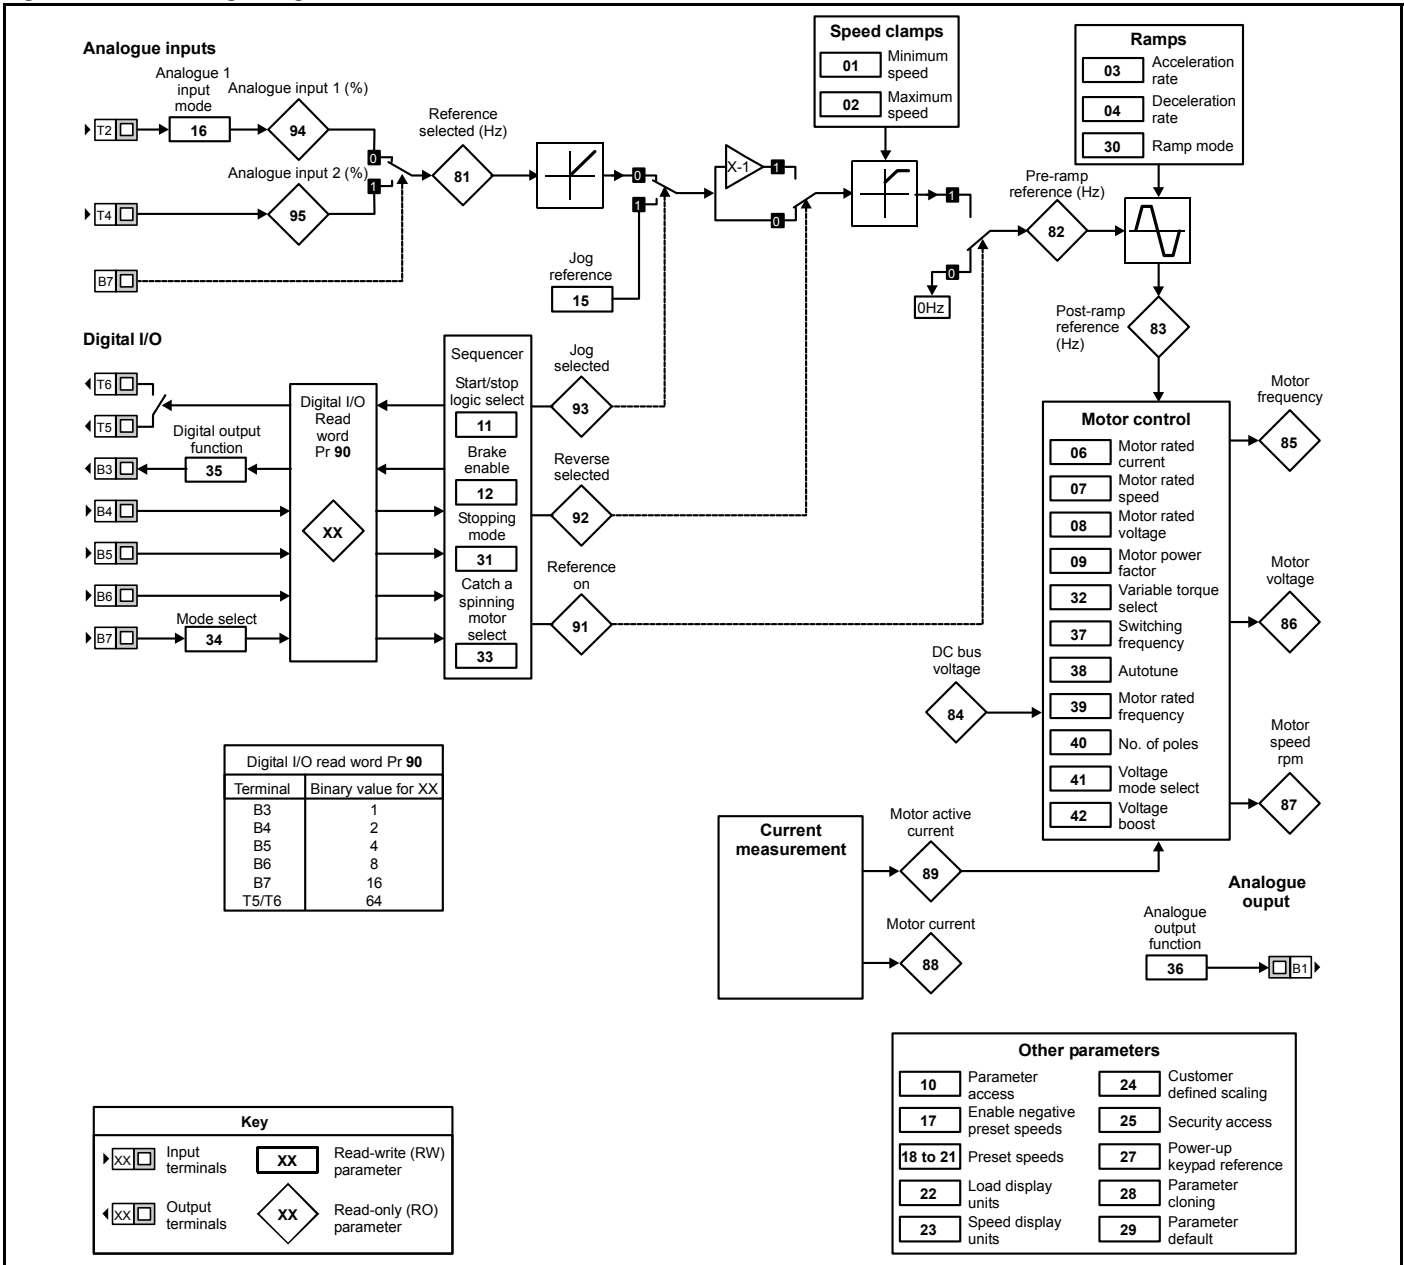 Analogue inputs
Analogue 1
input
mode
Analogue input 1 (%)
T2
16
94
0
Analogue input 2 (%)
1
T4
95
B7
Reference
selected (Hz)
81
0
1
Jog
reference
15
X-1
1
0
Speed clamps
01
Minimum
speed
02
Maximum
speed
1
0
0Hz
Pre-ramp
reference (Hz)
82
Ramps
03
Acceleration
rate
04
Deceleration
rate
30
Ramp mode
Post-ramp
reference
(Hz)
83
Digital I/O
T6
T5
Digital output
function
B3
35
B4
B5
B6
Mode select
B7
34
Digital I/O
Read
word
Pr 90
XX
Sequencer
Start/stop
logic select
11
Brake
enable
12
Stopping
mode
31
Catch a
spinning
motor
select
33
Jog
selected
93
Reverse
selected
92
Reference
on
91
DC bus
voltage
84
Motor control
06
Motor rated
current
07
Motor rated
speed
08
Motor rated
voltage
09
Motor power
factor
32
Variable torque
select
37
Switching
frequency
38
Autotune
39
Motor rated
frequency
40
No. of poles
41
Voltage
mode select
42
Voltage
boost
Motor
frequency
85
Motor
voltage
86
Motor
speed
rpm
87
Digital I/O read word Pr 90
Terminal Binary value for XX
B3 1
B4 2
B5 4
B6 8
B7 16
T5/T6 64
Current
measurement
Motor active
current
89
Motor current
88
Analogue
ouput
Analogue
output
function
36
B1
Other parameters
10
Parameter
access
17
Enable negative
preset speeds
18 to 21
Preset speeds
22
Load display
units
23
Speed display
units
24
Customer
defined scaling
25
Security access
27
Power-up
keypad reference
28
Parameter
cloning
29
Parameter
default
Key
XX
Input
terminals
XX
Read-write (RW)
parameter
XX
Output
terminals
XX
Read-only (RO)
parameter